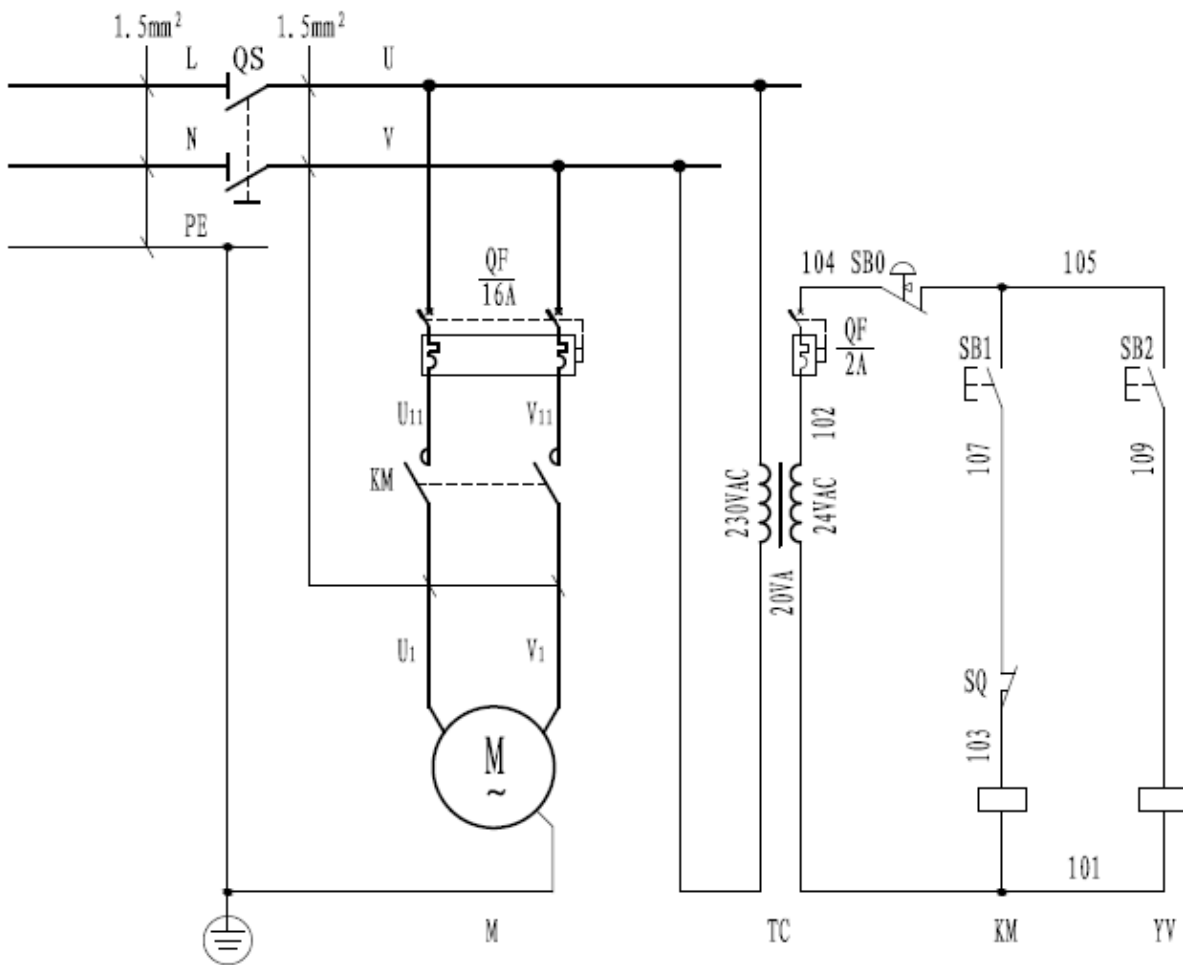 1.5mm² 1.5mm²
L QS U
N V
PE
QF
16A
104 SB0 105
QF
2A
SB1 SB2
U11 V11 102
107 109
KM
230VAC 24VAC
20VA
U1 V1
SQ
M
~
103
101
M TC KM YV